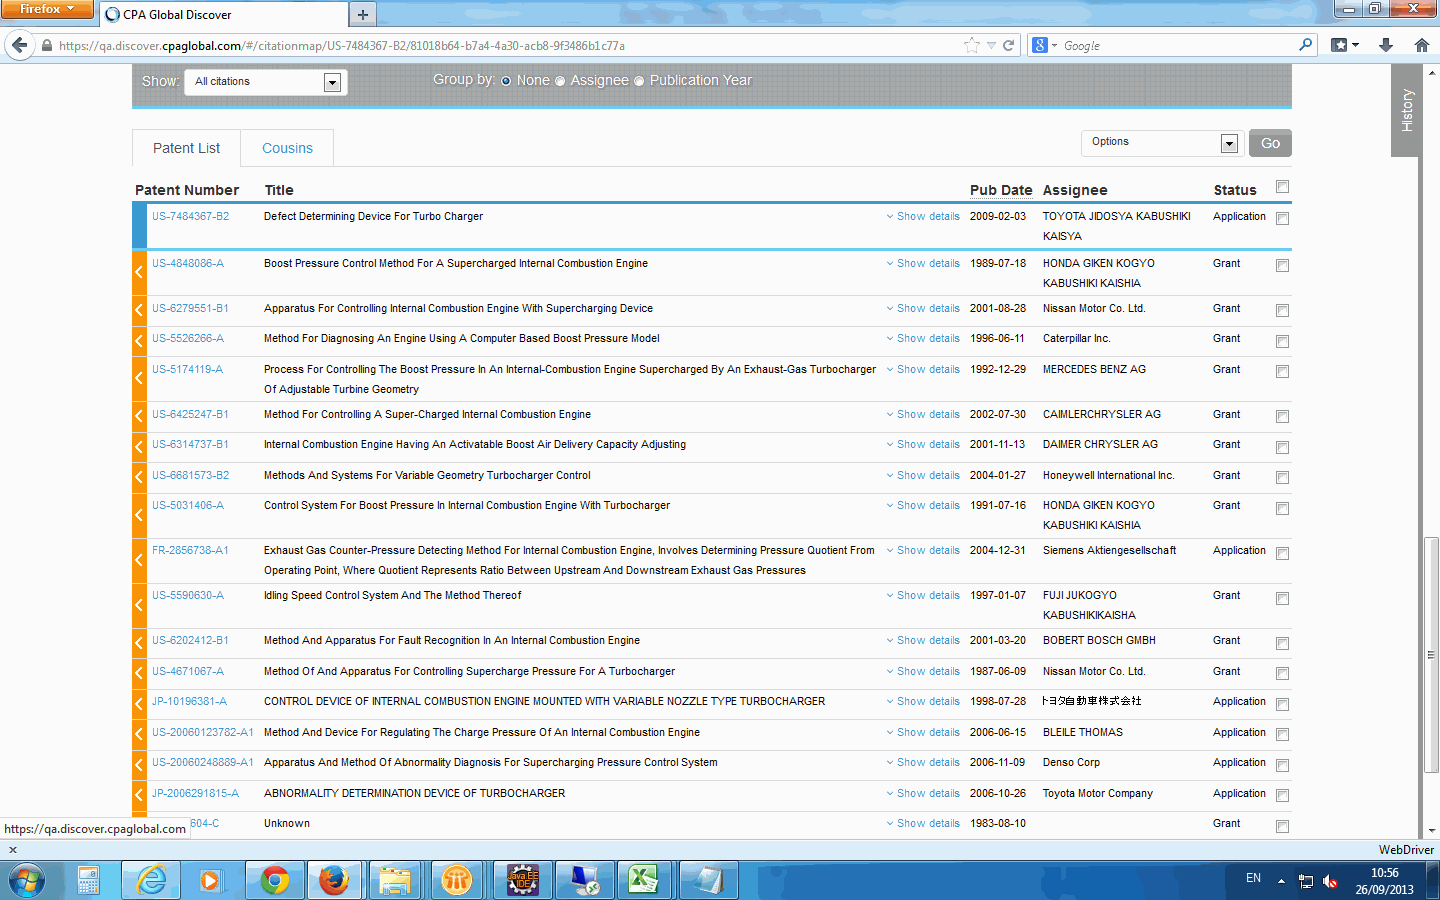 Firefox
CPA Global Discover
https://qa.discover.cpaglobal.com/#/citationmap/US-7484367-B2/81018b64-b7a4-4a30-acb8-9f3486b1c77a
Google
Show: All citations Group by: None Assignee Publication Year
History
Patent List Cousins Options Go
Patent Number Title Pub Date Assignee Status
US-7484367-B2 Defect Determining Device For Turbo Charger Show details 2009-02-03 TOYOTA JIDOSYA KABUSHIKI Application
KAISYA
US-4848086-A Boost Pressure Control Method For A Supercharged Internal Combustion Engine Show details 1989-07-18 HONDA GIKEN KOGYO Grant
KABUSHIKI KAISHIA
US-6279551-B1 Apparatus For Controlling Internal Combustion Engine With Supercharging Device Show details 2001-08-28 Nissan Motor Co. Ltd. Grant
US-5526266-A Method For Diagnosing An Engine Using A Computer Based Boost Pressure Model Show details 1996-06-11 Caterpillar Inc. Grant
US-5174119-A Process For Controlling The Boost Pressure In An Internal-Combustion Engine Supercharged By An Exhaust-Gas Turbocharger Show details 1992-12-29 MERCEDES BENZ AG Grant
Of Adjustable Turbine Geometry
US-6425247-B1 Method For Controlling A Super-Charged Internal Combustion Engine Show details 2002-07-30 CAIMLERCHRYSLER AG Grant
US-6314737-B1 Internal Combustion Engine Having An Activatable Boost Air Delivery Capacity Adjusting Show details 2001-11-13 DAIMER CHRYSLER AG Grant
US-6681573-B2 Methods And Systems For Variable Geometry Turbocharger Control Show details 2004-01-27 Honeywell International Inc. Grant
US-5031406-A Control System For Boost Pressure In Internal Combustion Engine With Turbocharger Show details 1991-07-16 HONDA GIKEN KOGYO Grant
KABUSHIKI KAISHIA
FR-2856738-A1 Exhaust Gas Counter-Pressure Detecting Method For Internal Combustion Engine, Involves Determining Pressure Quotient From Show details 2004-12-31 Siemens Aktiengesellschaft Application
Operating Point, Where Quotient Represents Ratio Between Upstream And Downstream Exhaust Gas Pressures
US-5590630-A Idling Speed Control System And The Method Thereof Show details 1997-01-07 FUJI JUKOGYO Grant
KABUSHIKIKAISHA
US-6202412-B1 Method And Apparatus For Fault Recognition In An Internal Combustion Engine Show details 2001-03-20 BOBERT BOSCH GMBH Grant
US-4671067-A Method Of And Apparatus For Controlling Supercharge Pressure For A Turbocharger Show details 1987-06-09 Nissan Motor Co. Ltd. Grant
JP-10196381-A CONTROL DEVICE OF INTERNAL COMBUSTION ENGINE MOUNTED WITH VARIABLE NOZZLE TYPE TURBOCHARGER Show details 1998-07-28 トヨタ自動車株式会社 Application
US-20060123782-A1 Method And Device For Regulating The Charge Pressure Of An Internal Combustion Engine Show details 2006-06-15 BLEILE THOMAS Application
US-20060248889-A1 Apparatus And Method Of Abnormality Diagnosis For Supercharging Pressure Control System Show details 2006-11-09 Denso Corp Application
JP-2006291815-A ABNORMALITY DETERMINATION DEVICE OF TURBOCHARGER Show details 2006-10-26 Toyota Motor Company Application
604-C Unknown Show details 1983-08-10 Grant
https://qa.discover.cpaglobal.com
WebDriver
Java EE
IDE
EN 10:56
26/09/2013